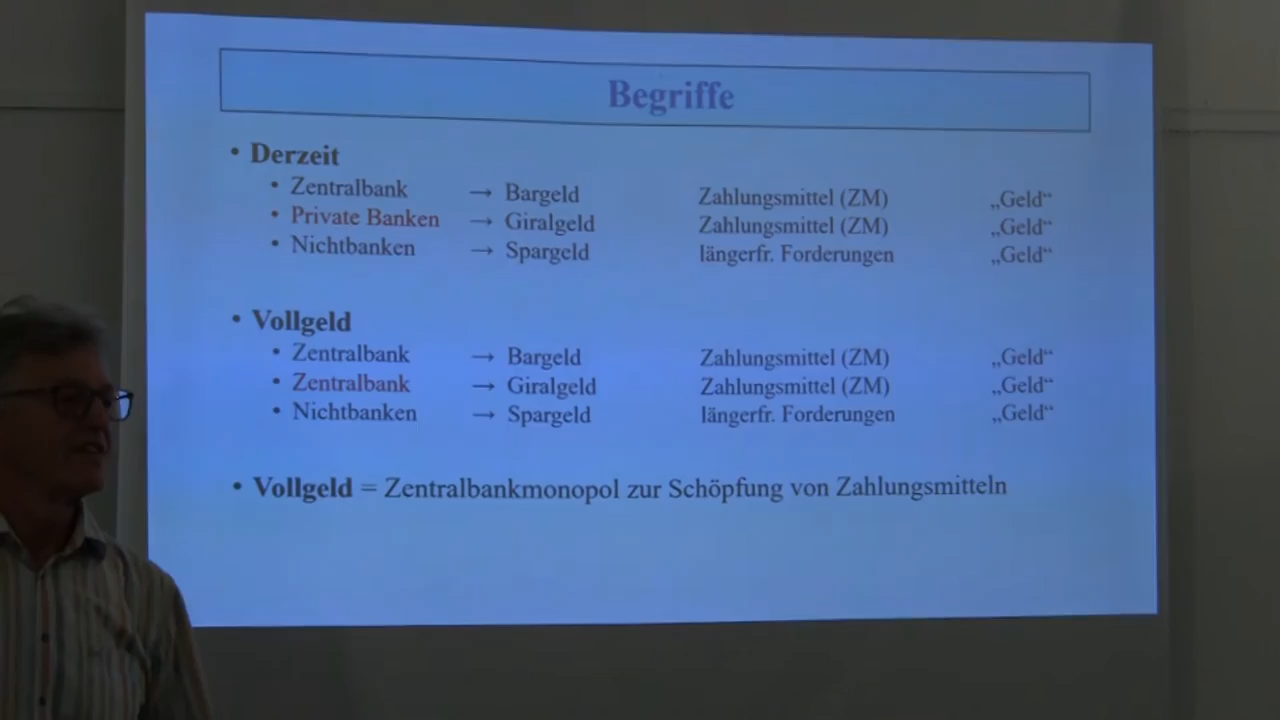 Begriffe
• Derzeit
• Zentralbank → Bargeld Zahlungsmittel (ZM) „Geld“
• Private Banken → Giralgeld Zahlungsmittel (ZM) „Geld“
• Nichtbanken → Spargeld längerfr. Forderungen „Geld“
• Vollgeld
• Zentralbank → Bargeld Zahlungsmittel (ZM) „Geld“
• Zentralbank → Giralgeld Zahlungsmittel (ZM) „Geld“
• Nichtbanken → Spargeld längerfr. Forderungen „Geld“
• Vollgeld = Zentralbankmonopol zur Schöpfung von Zahlungsmitteln